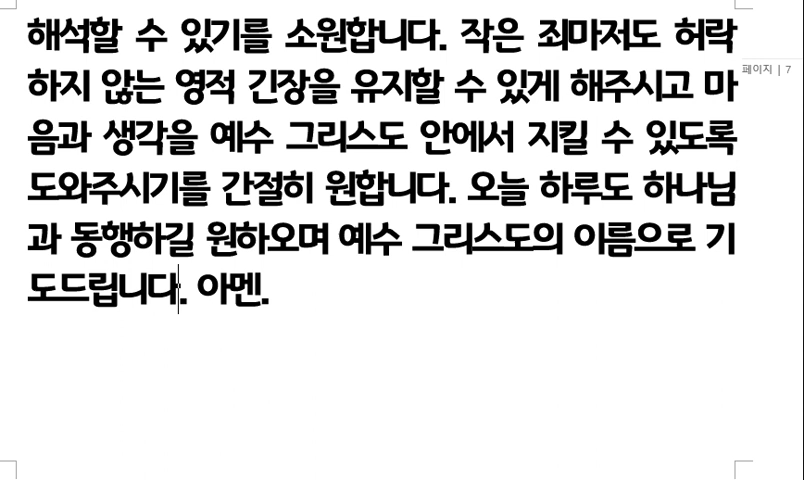 해석할 수 있기를 소원합니다. 작은 죄마저도 허락
하지 않는 영적 긴장을 유지할 수 있게 해주시고 마
페이지 | 7
음과 생각을 예수 그리스도 안에서 지킬 수 있도록
도와주시기를 간절히 원합니다. 오늘 하루도 하나님
과 동행하길 원하오며 예수 그리스도의 이름으로 기
도드립니다. 아멘.